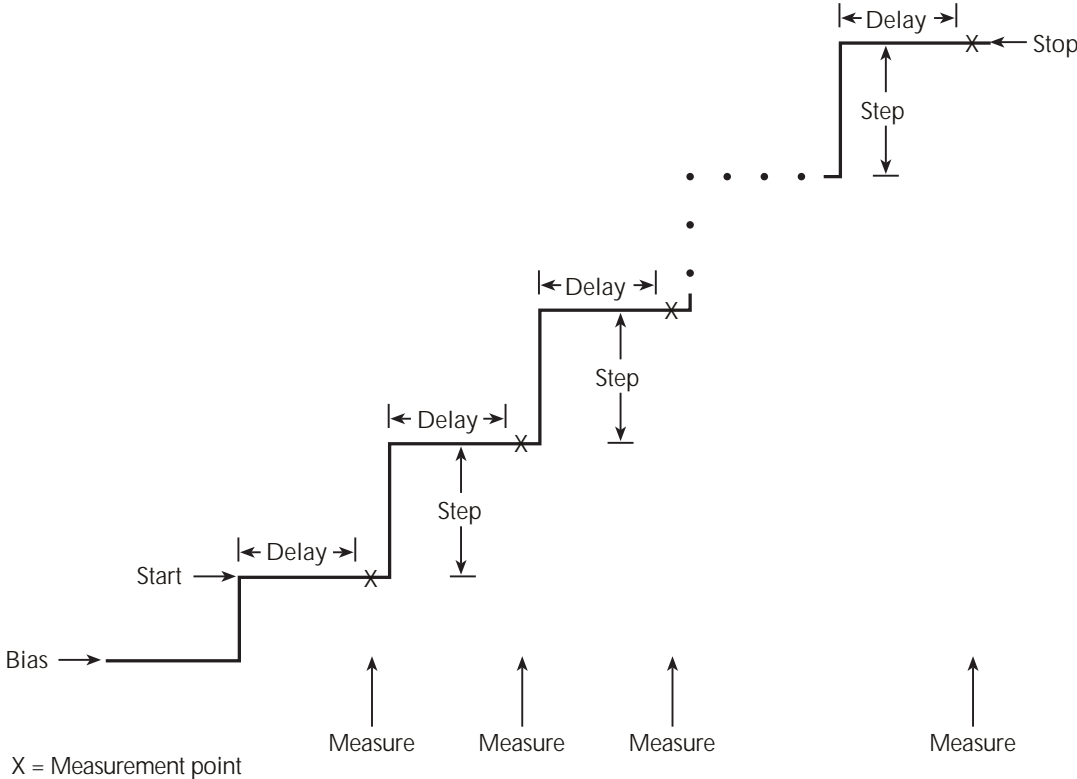 Delay
X
Stop
Step
Delay
X
Step
Delay
X
Step
Delay
Start
X
Bias
Measure
Measure
Measure
Measure
X = Measurement point